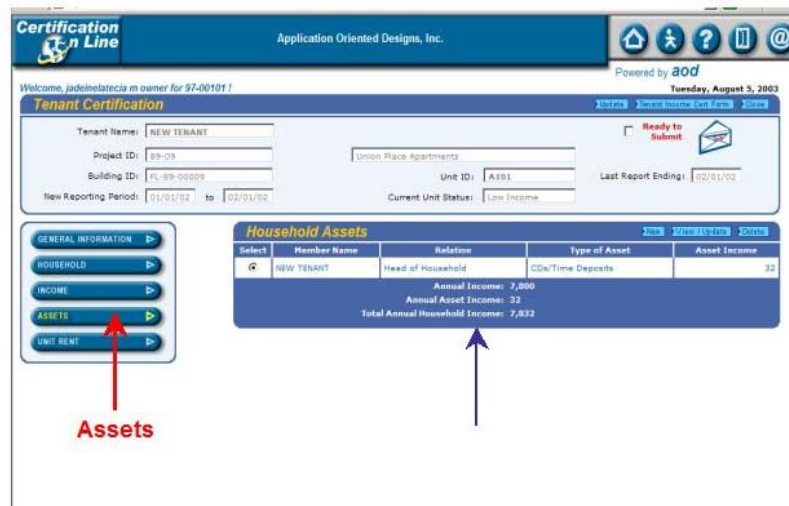 Certification
On Line
Application Oriented Designs, Inc.
Powered by aod
Welcome, jadeinelatecia m owner for 97-00101 !
Tuesday, August 5, 2003
Tenant Certification
Update Tenant Income Cert Form Close
Tenant Name: NEW TENANT
Ready to
Submit
Project ID: 89-09 Union Place Apartments
Building ID: FL-89-00009 Unit ID: A101 Last Report Ending: 02/01/02
New Reporting Period: 01/01/02 to 02/01/02 Current Unit Status: Low Income
GENERAL INFORMATION
HOUSEHOLD
INCOME
ASSETS
UNIT RENT
Household Assets
New View / Update Delete
Select Member Name Relation Type of Asset Asset Income
NEW TENANT Head of Household CDs/Time Deposits 32
Annual Income: 7,800
Annual Asset Income: 32
Total Annual Household Income: 7,832
Assets